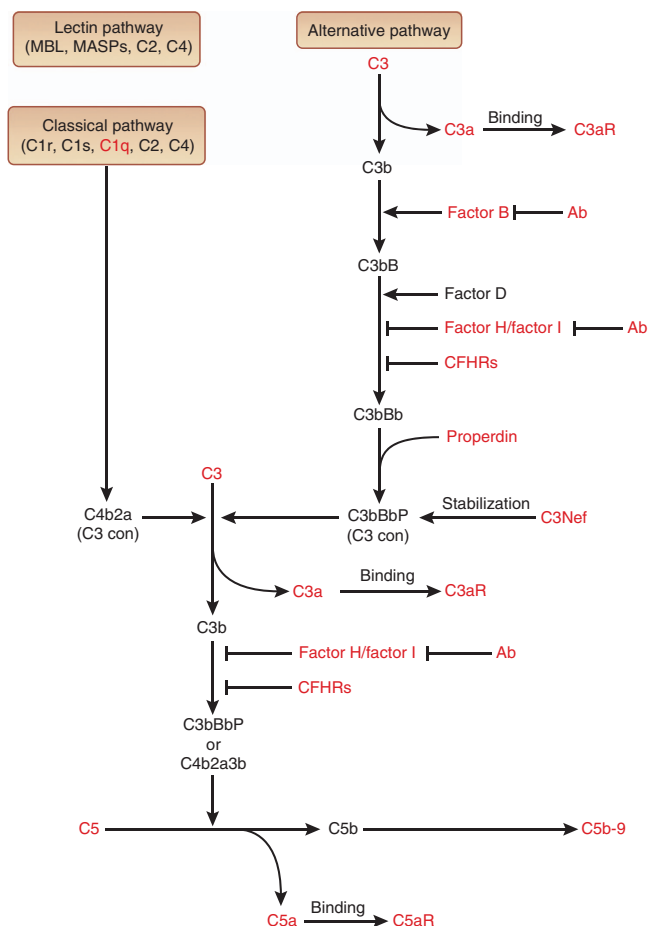 Lectin pathway
(MBL, MASPs, C2, C4)
Alternative pathway
C3
Classical pathway
(C1r, C1s, C1q, C2, C4)
C3a
Binding
C3aR
C3b
Factor B
Ab
C3bB
Factor D
Factor H/factor I
Ab
CFHRs
C3bBb
Properdin
C3
C4b2a
(C3 con)
C3bBbP
(C3 con)
Stabilization
C3Nef
C3a
Binding
C3aR
C3b
Factor H/factor I
Ab
CFHRs
C3bBbP
or
C4b2a3b
C5
C5b
C5b-9
C5a
Binding
C5aR